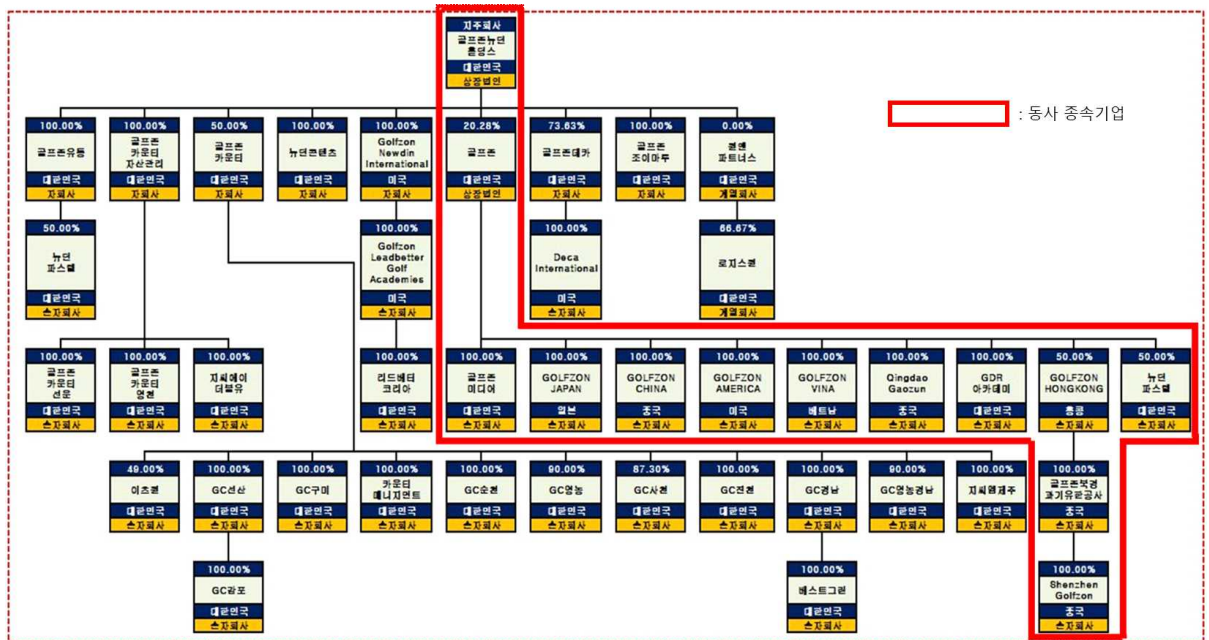 지주회사
골프존뉴딘
홀딩스
대한민국
상장법인
: 동사 종속기업
100.00%
골프존유통
대한민국
자회사
100.00%
골프존
카운티
자산관리
대한민국
자회사
50.00%
골프존
카운티
대한민국
자회사
100.00%
뉴딘콘텐츠
대한민국
자회사
100.00%
Golfzon
Newdin
International
미국
자회사
20.28%
골프존
대한민국
상장법인
73.63%
골프존데카
대한민국
자회사
100.00%
골프존
조이마루
대한민국
자회사
0.00%
원앤
파트너스
대한민국
계열회사
50.00%
뉴딘
파스텔
대한민국
손자회사
100.00%
Golfzon
Leadbetter
Golf
Academies
미국
손자회사
100.00%
Deca
International
미국
손자회사
66.67%
로지스원
대한민국
계열회사
100.00%
골프존
카운티
선운
대한민국
손자회사
100.00%
골프존
카운티
영천
대한민국
손자회사
100.00%
지씨에이
더블유
대한민국
손자회사
100.00%
리드베터
코리아
대한민국
손자회사
100.00%
골프존
미디어
대한민국
손자회사
100.00%
GOLFZON
JAPAN
일본
손자회사
100.00%
GOLFZON
CHINA
중국
손자회사
100.00%
GOLFZON
AMERICA
미국
손자회사
100.00%
GOLFZON
VINA
베트남
손자회사
100.00%
Qingdao
Gaozun
중국
손자회사
100.00%
GDR
아카데미
대한민국
손자회사
50.00%
GOLFZON
HONGKONG
홍콩
손자회사
50.00%
뉴딘
파스텔
대한민국
손자회사
49.00%
이츠원
대한민국
손자회사
100.00%
GC선산
대한민국
손자회사
100.00%
GC구미
대한민국
손자회사
100.00%
카운티
매니지먼트
대한민국
손자회사
100.00%
GC순천
대한민국
손자회사
90.00%
GC영농
대한민국
손자회사
87.30%
GC사천
대한민국
손자회사
100.00%
GC진천
대한민국
손자회사
100.00%
GC경남
대한민국
손자회사
90.00%
GC영농경남
대한민국
손자회사
100.00%
지씨원제주
대한민국
손자회사
100.00%
골프존북경
과기유한공사
중국
손자회사
100.00%
대한민국
손자회사
100.00%
베스트그린
대한민국
손자회사
100.00%
Shenzhen
Golfzon
중국
손자회사